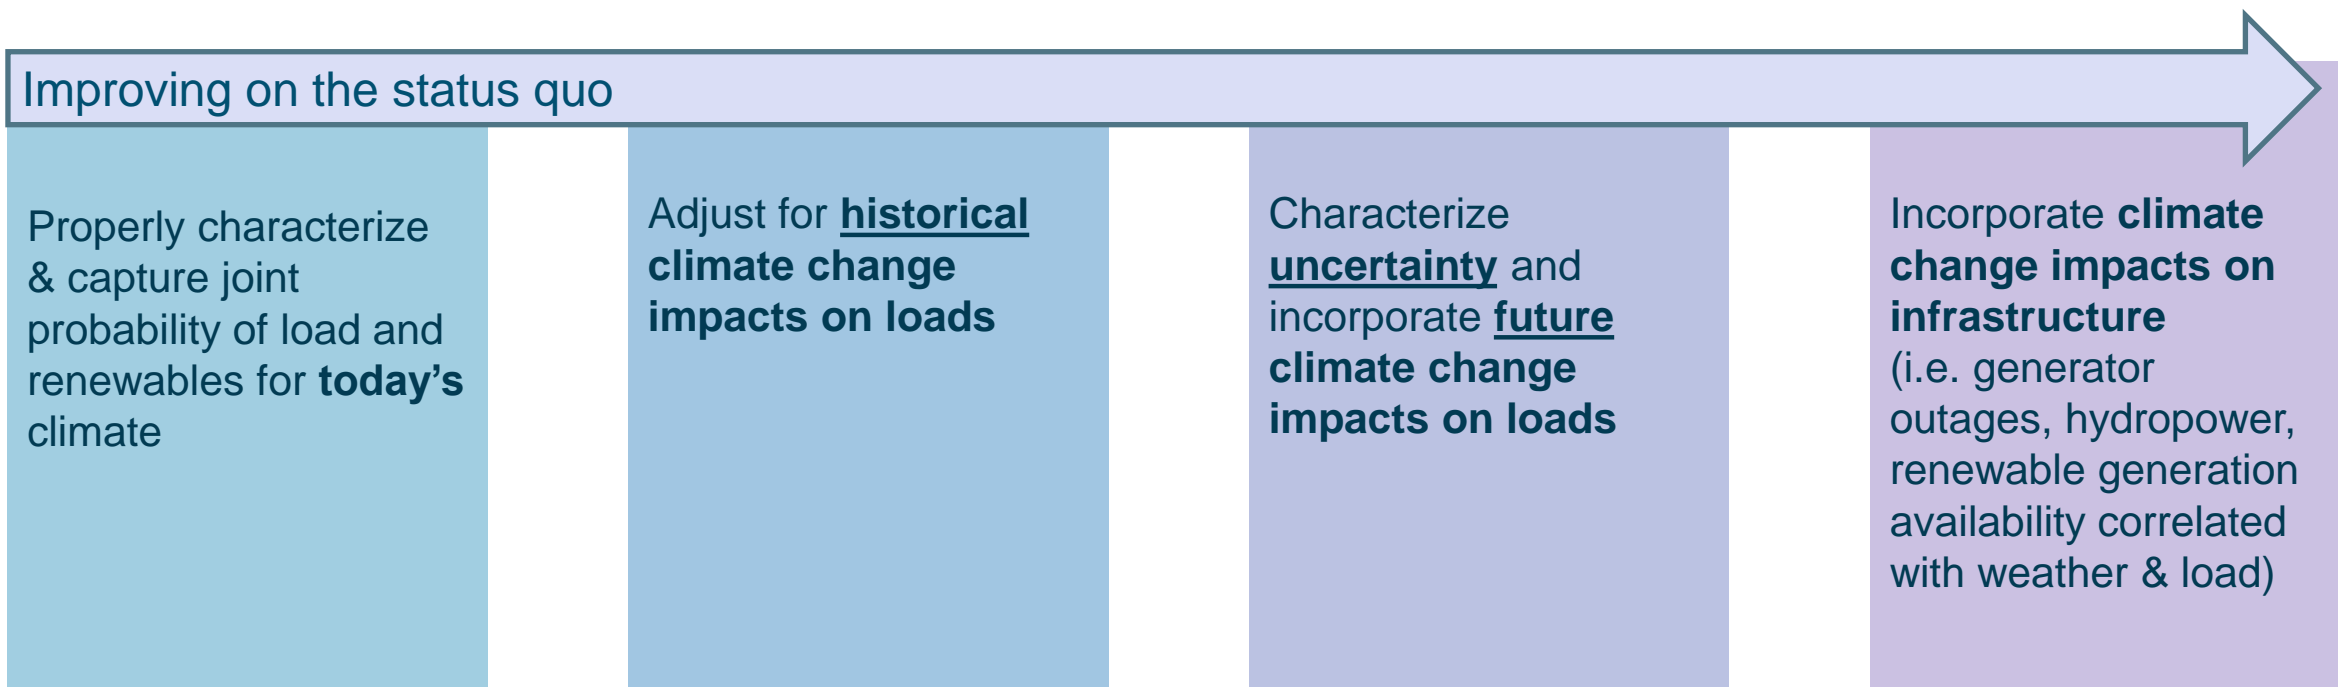 Improving on the status quo
Properly characterize
& capture joint
probability of load and
renewables for today’s
climate
Adjust for historical
climate change
impacts on loads
Characterize
uncertainty and
incorporate future
climate change
impacts on loads
Incorporate climate
change impacts on
infrastructure
(i.e. generator
outages, hydropower,
renewable generation
availability correlated
with weather & load)